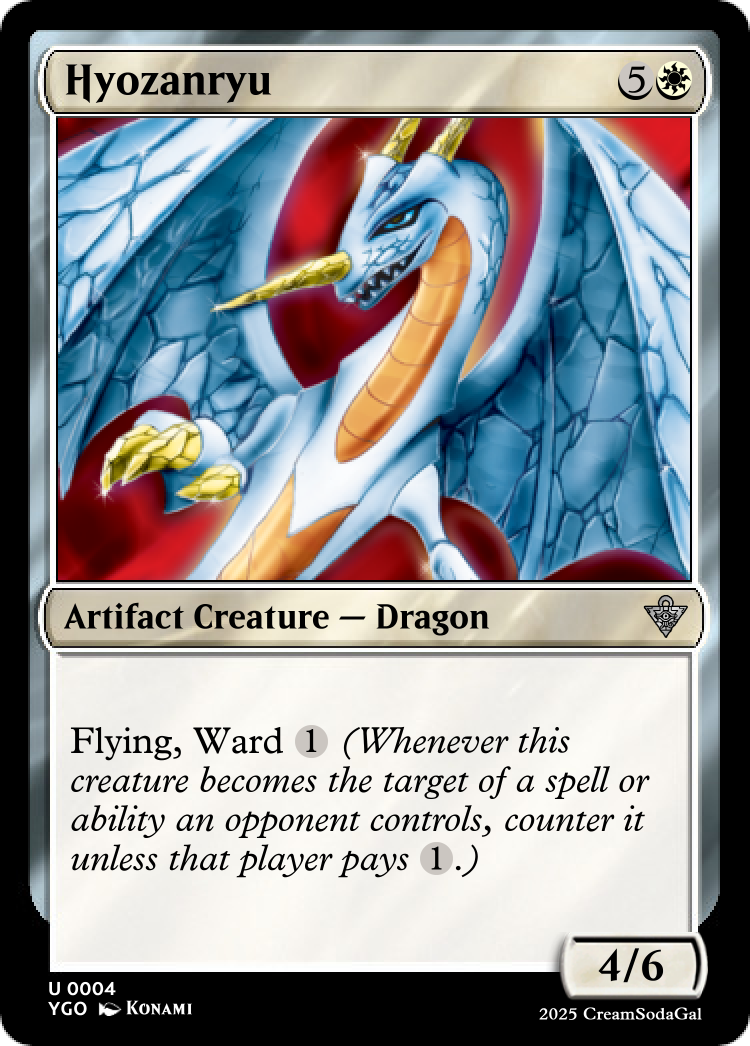 Hyozanryu 5
Artifact Creature — Dragon
Flying, Ward 1 (Whenever this
creature becomes the target of a spell or
ability an opponent controls, counter it
unless that player pays 1.)
4/6
U 0004
YGO KONAMI
2025 CreamSodaGal